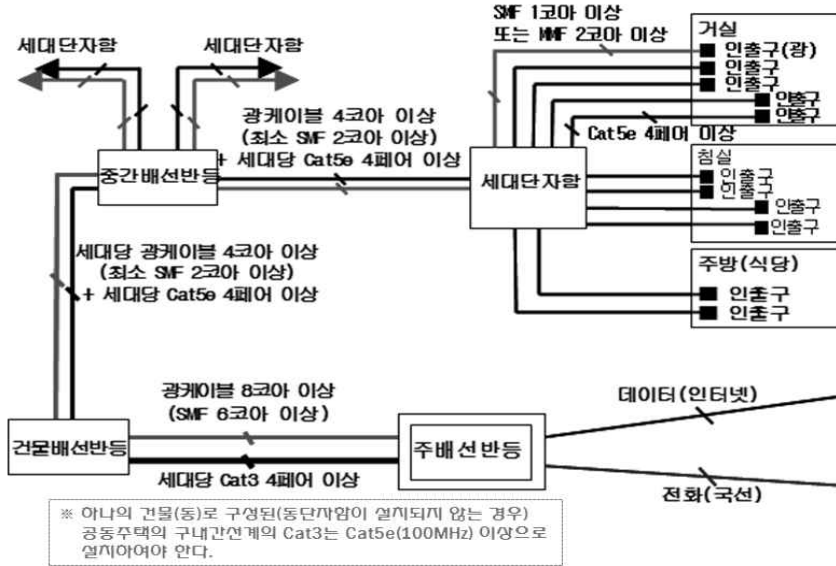 세대단자함
세대단자함
SMF 1코아 이상
또는 MMF 2코아 이상
거실
인출구(광)
인출구
인출구
인출구
인출구
Cat5e 4페어 이상
광케이블 4코아 이상
(최소 SMF 2코아 이상)
+ 세대당 Cat5e 4페어 이상
중간배선반등
세대단자함
침실
인출구
인출구
인출구
인출구
주방(식당)
인출구
인출구
세대당 광케이블 4코아 이상
(최소 SMF 2코아 이상)
+ 세대당 Cat5e 4페어 이상
광케이블 8코아 이상
(SMF 6코아 이상)
건물배선반등
주배선반등
세대당 Cat3 4페어 이상
데이터(인터넷)
전화(국선)
※ 하나의 건물(동)로 구성된(동단자함이 설치되지 않는 경우)
공동주택의 구내간선계의 Cat3는 Cat5e(100MHz) 이상으로
설치하여야 한다.